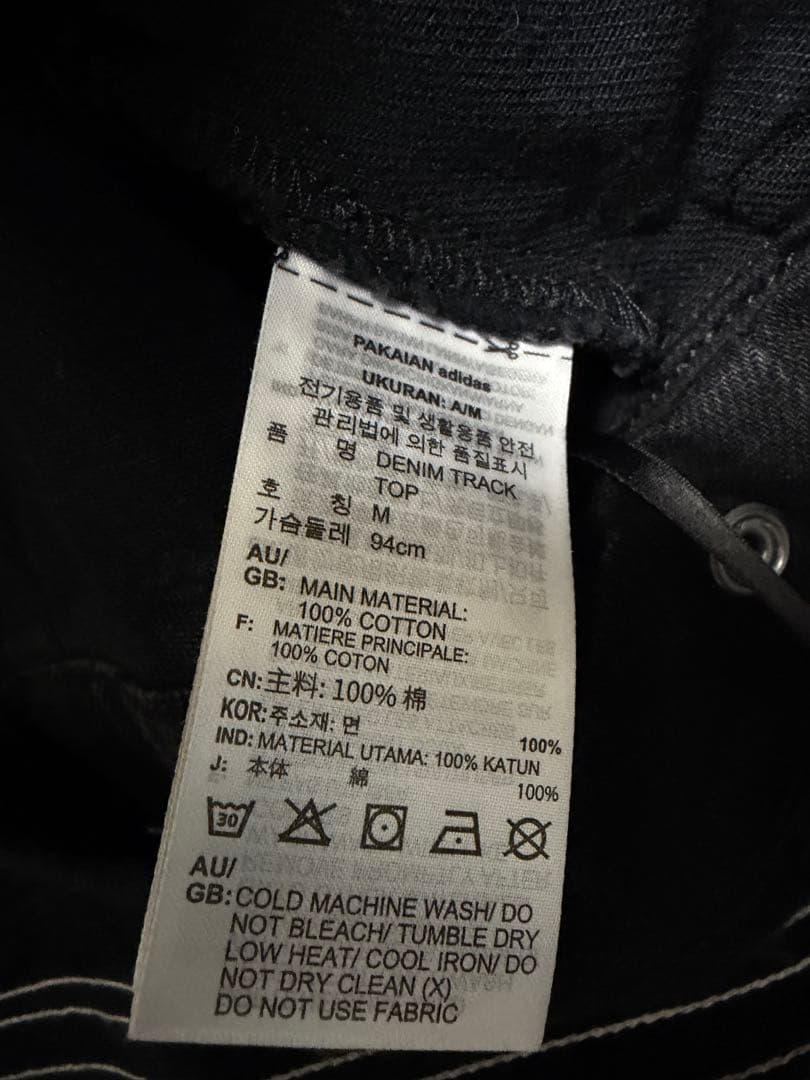 PAKAIAN adidas
UKURAN: A/M
전기용품 및 생활용품 안전
관리법에 의한 품질표시
품 명 DENIM TRACK
TOP
호 칭 M
가슴둘레 94cm
AU/
GB: MAIN MATERIAL:
100% COTTON
F: MATIERE PRINCIPALE:
100% COTON
CN:主料: 100% 棉
KOR:주소재: 면 100%
IND: MATERIAL UTAMA: 100% KATUN
J: 本体 綿 100%
30
AU/
GB: COLD MACHINE WASH/ DO
NOT BLEACH/ TUMBLE DRY
LOW HEAT/ COOL IRON/ DO
NOT DRY CLEAN (X)
DO NOT USE FABRIC